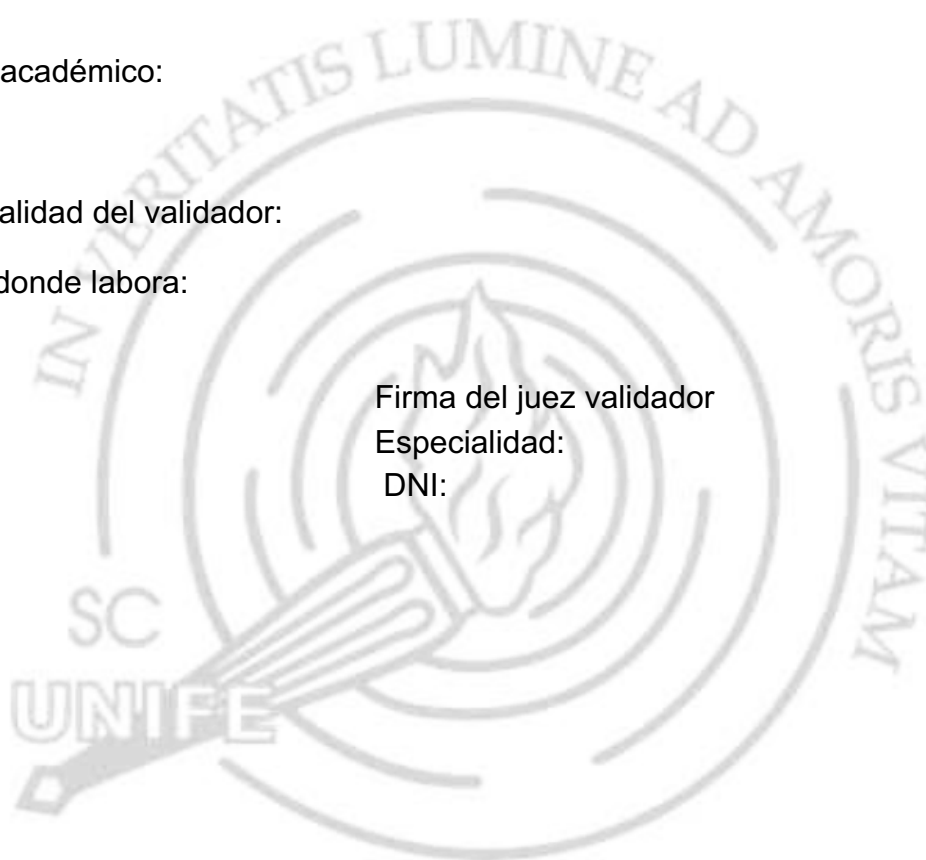 académico:
alidad del validador:
donde labora:
Firma del juez validador
Especialidad:
DNI:
IN VERITATIS LUMINE AD AMORIS VITAM
SC
UNIFE